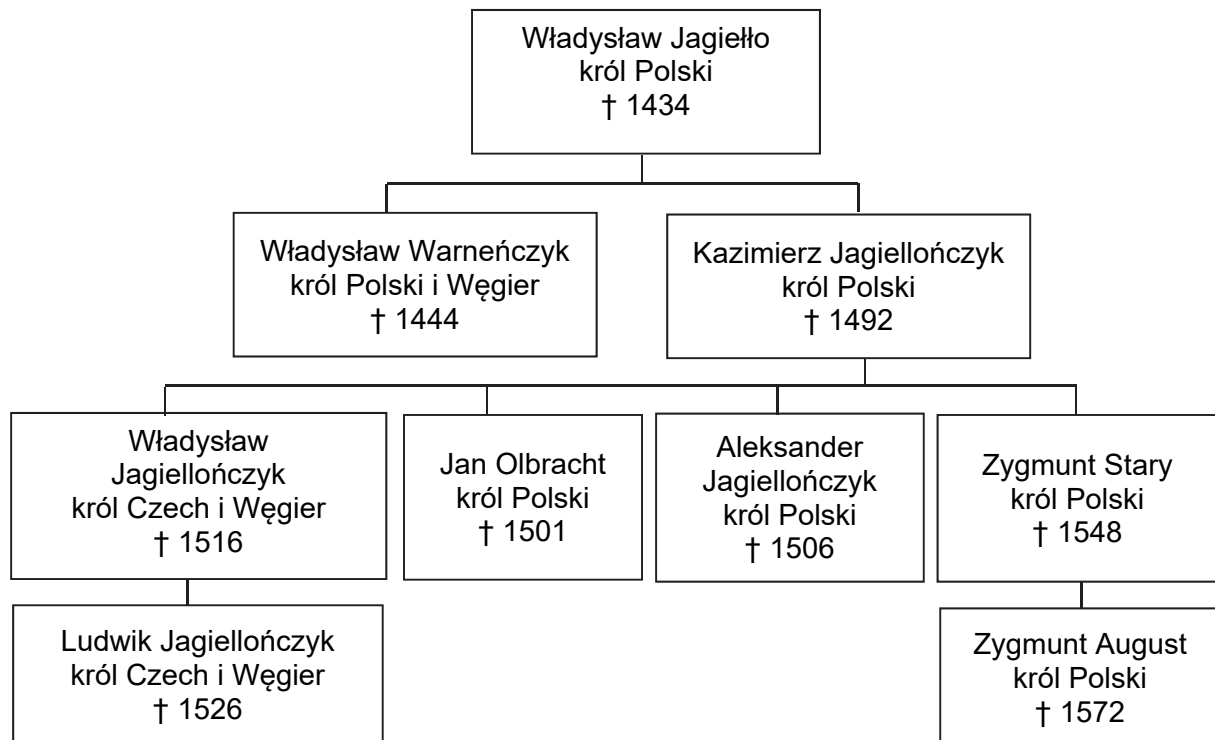 Władysław Jagiełło
król Polski
† 1434
Władysław Warneńczyk
król Polski i Węgier
† 1444
Kazimierz Jagiellończyk
król Polski
† 1492
Władysław
Jagiellończyk
król Czech i Węgier
† 1516
Jan Olbracht
król Polski
† 1501
Aleksander
Jagiellończyk
król Polski
† 1506
Zygmunt Stary
król Polski
† 1548
Ludwik Jagiellończyk
król Czech i Węgier
† 1526
Zygmunt August
król Polski
† 1572